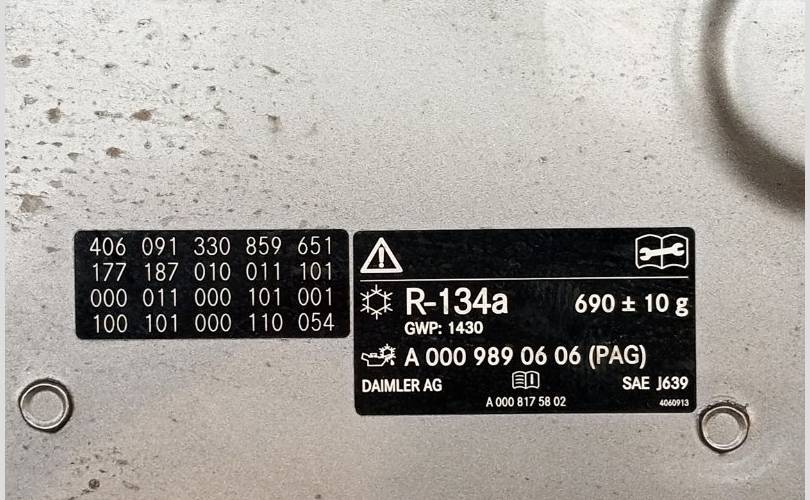 406 091 330 859 651
177 187 010 011 101
000 011 000 101 001
100 101 000 110 054
R-134a 690 ± 10 g
GWP: 1430
A 000 989 06 06 (PAG)
DAIMLER AG SAE J639
A 000 817 58 02 4060913